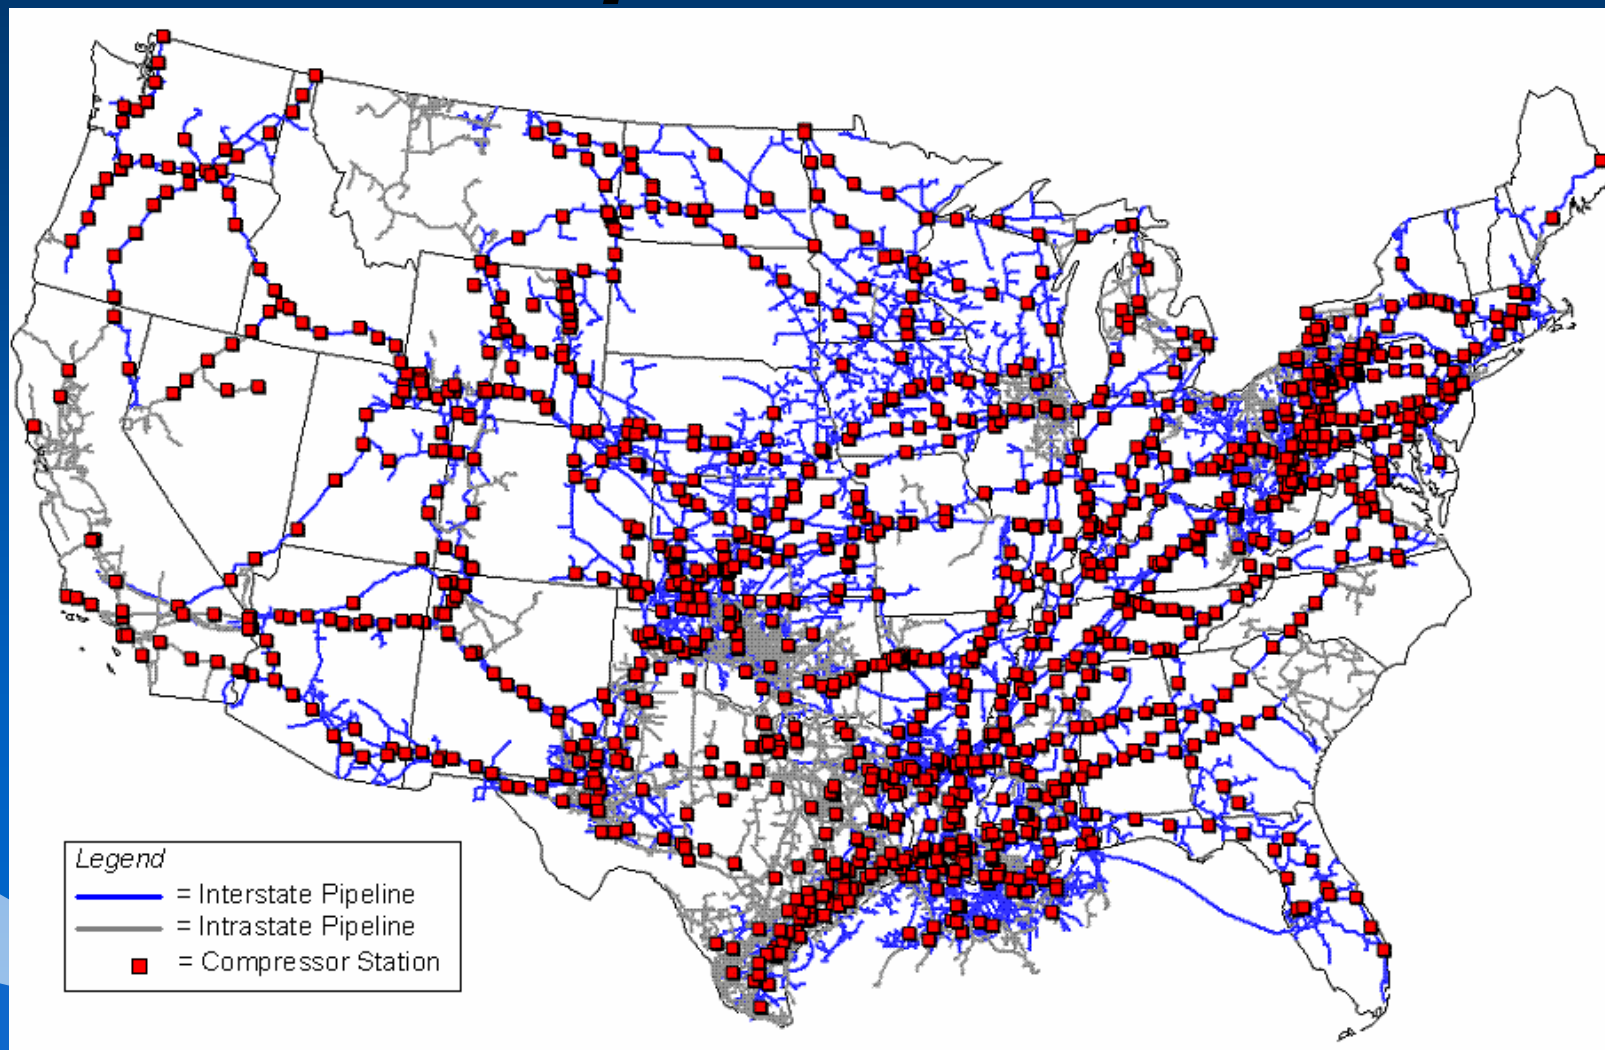 Legend
= Interstate Pipeline
= Intrastate Pipeline
= Compressor Station